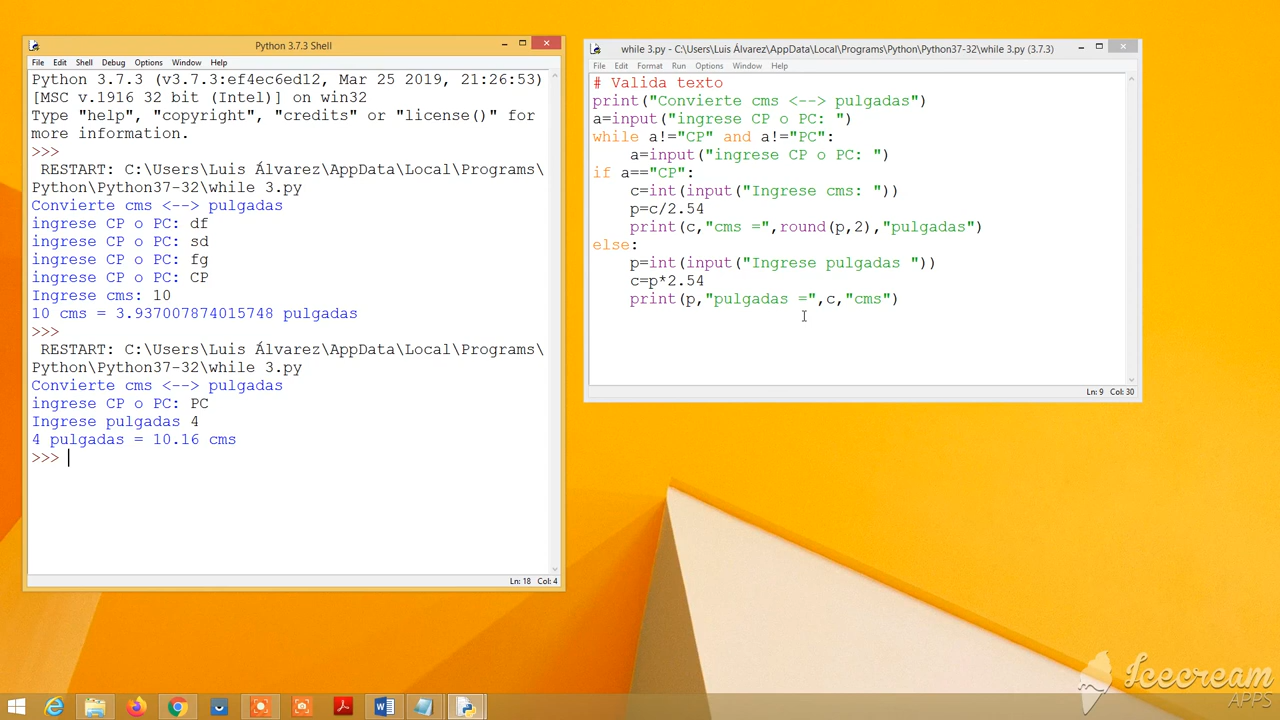 Python 3.7.3 Shell
File Edit Shell Debug Options Window Help
Python 3.7.3 (v3.7.3:ef4ec6ed12, Mar 25 2019, 21:26:53)
[MSC v.1916 32 bit (Intel)] on win32
Type "help", "copyright", "credits" or "license()" for
more information.
>>>
RESTART: C:\Users\Luis Álvarez\AppData\Local\Programs\
Python\Python37-32\while 3.py
Convierte cms <--> pulgadas
ingrese CP o PC: df
ingrese CP o PC: sd
ingrese CP o PC: fg
ingrese CP o PC: CP
Ingrese cms: 10
10 cms = 3.937007874015748 pulgadas
>>>
RESTART: C:\Users\Luis Álvarez\AppData\Local\Programs\
Python\Python37-32\while 3.py
Convierte cms <--> pulgadas
ingrese CP o PC: PC
Ingrese pulgadas 4
4 pulgadas = 10.16 cms
>>>
Ln: 18 Col: 4
while 3.py - C:\Users\Luis Álvarez\AppData\Local\Programs\Python\Python37-32\while 3.py (3.7.3)
File Edit Format Run Options Window Help
# Valida texto
print("Convierte cms <--> pulgadas")
a=input("ingrese CP o PC: ")
while a!="CP" and a!="PC":
    a=input("ingrese CP o PC: ")
if a=="CP":
    c=int(input("Ingrese cms: "))
    p=c/2.54
    print(c,"cms =",round(p,2),"pulgadas")
else:
    p=int(input("Ingrese pulgadas "))
    c=p*2.54
    print(p,"pulgadas =",c,"cms")
Ln: 9 Col: 30
Icecream
APPS